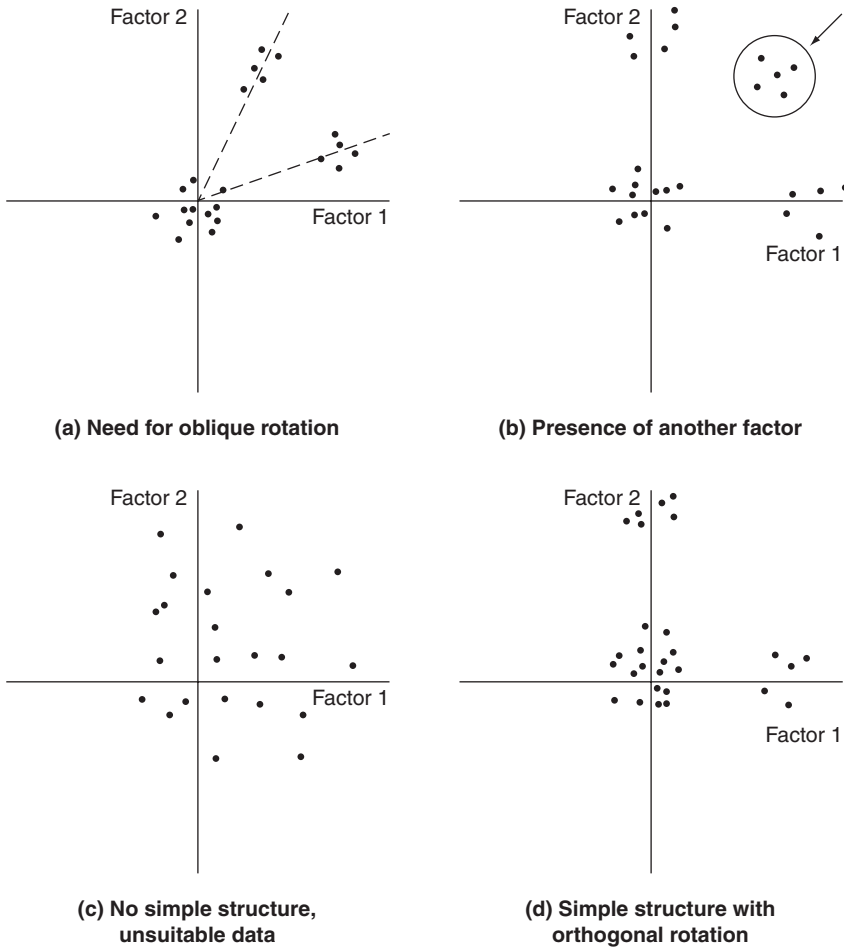 Factor 2
Factor 1
(a) Need for oblique rotation
Factor 2
Factor 1
(b) Presence of another factor
Factor 2
Factor 1
(c) No simple structure,
unsuitable data
Factor 2
Factor 1
(d) Simple structure with
orthogonal rotation